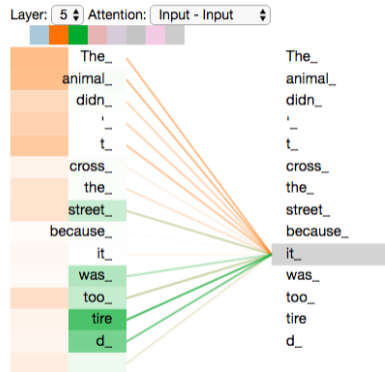 Layer: 5 Attention: Input - Input
The_ The_
animal_ animal_
didn_ didn_
'_ '_
t_ t_
cross_ cross_
the_ the_
street_ street_
because_ because_
it_ it_
was_ was_
too_ too_
tire tire
d_ d_